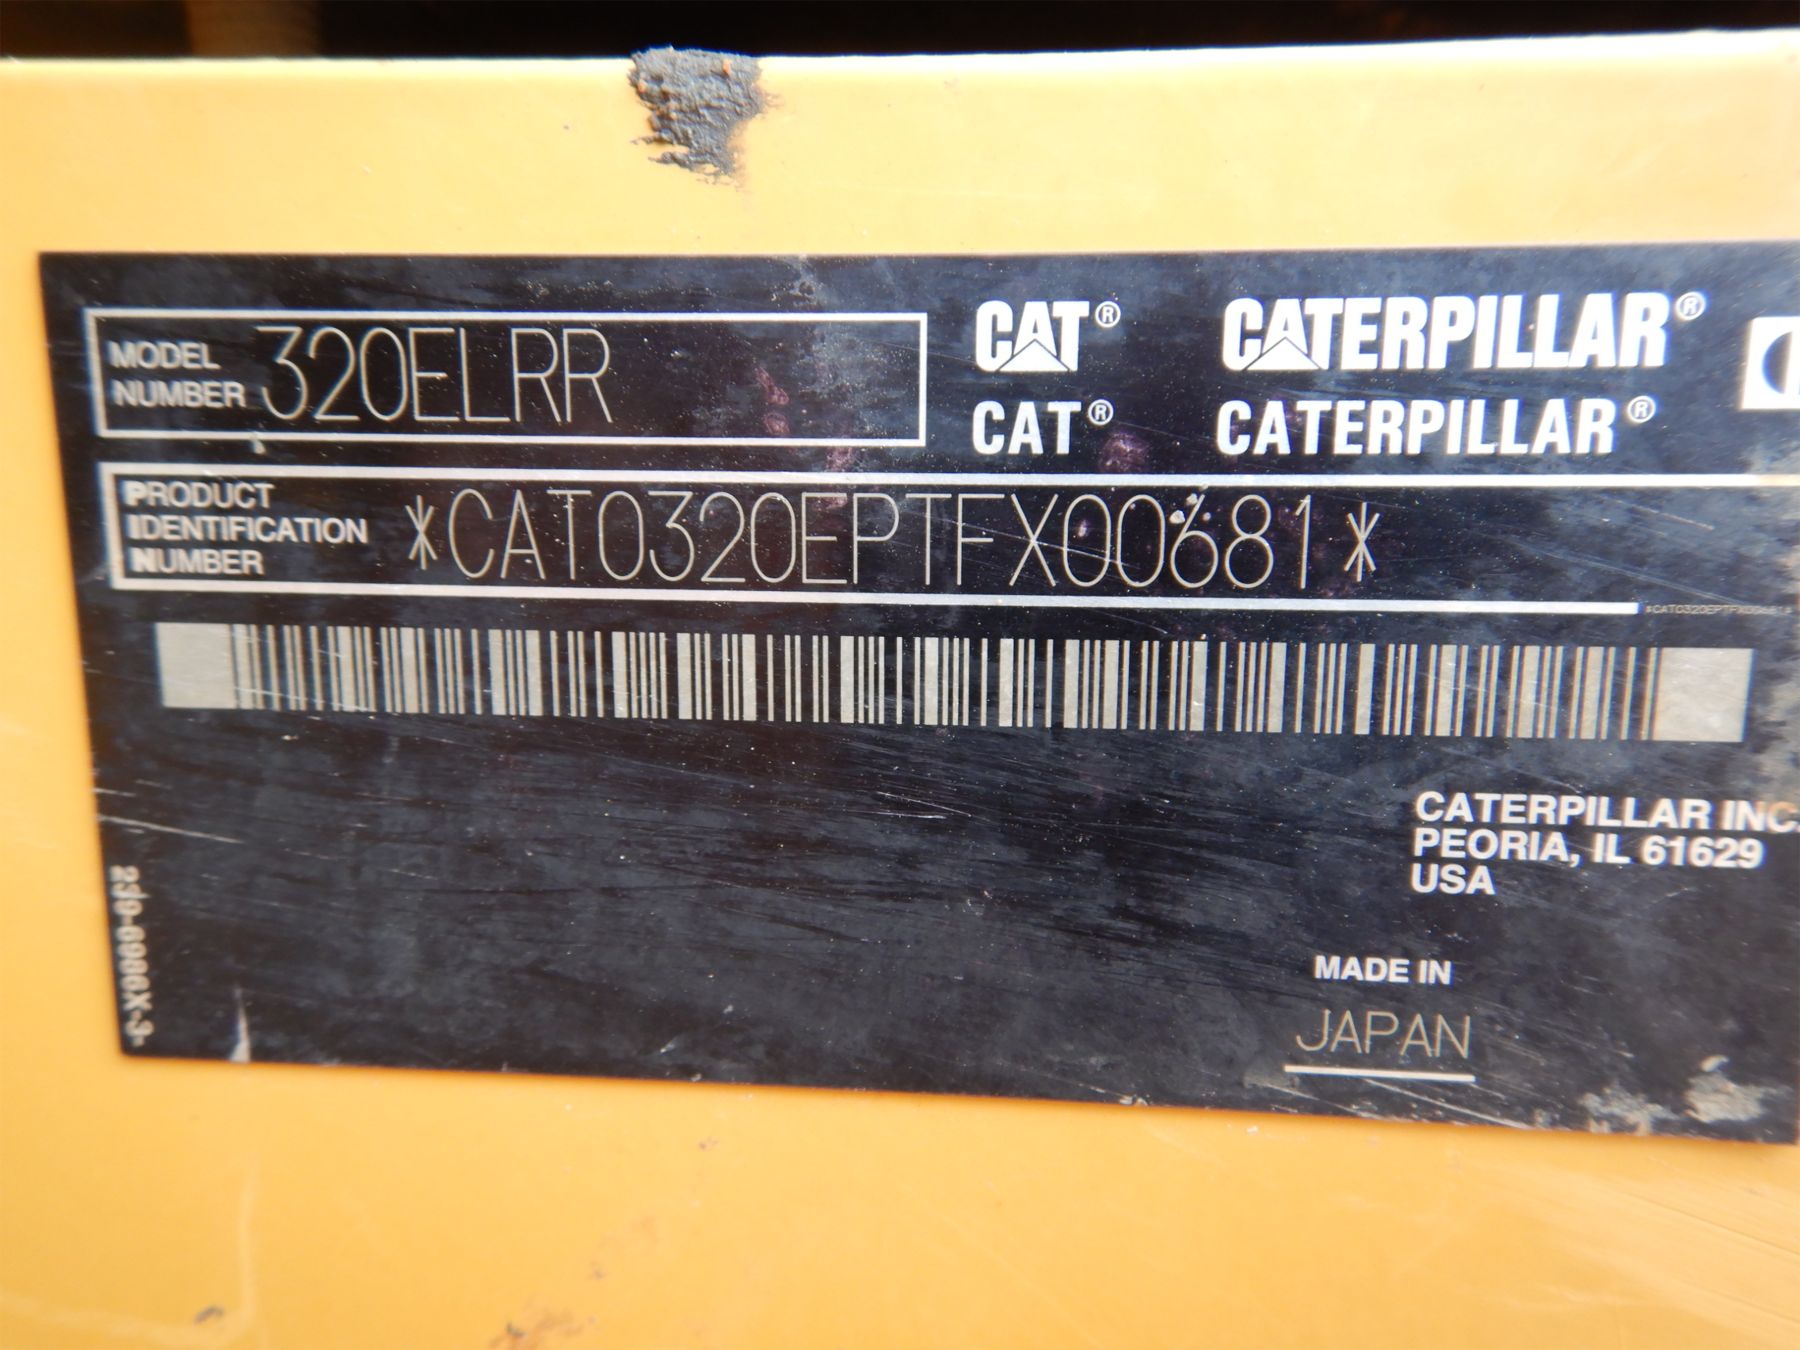 MODEL
NUMBER 320ELRR
CAT® CATERPILLAR®
CAT® CATERPILLAR®
PRODUCT
IDENTIFICATION
NUMBER
*CAT0320EPTFX00681*
*CAT0320EPTFX00681*
CATERPILLAR INC.
PEORIA, IL 61629
USA
MADE IN
JAPAN